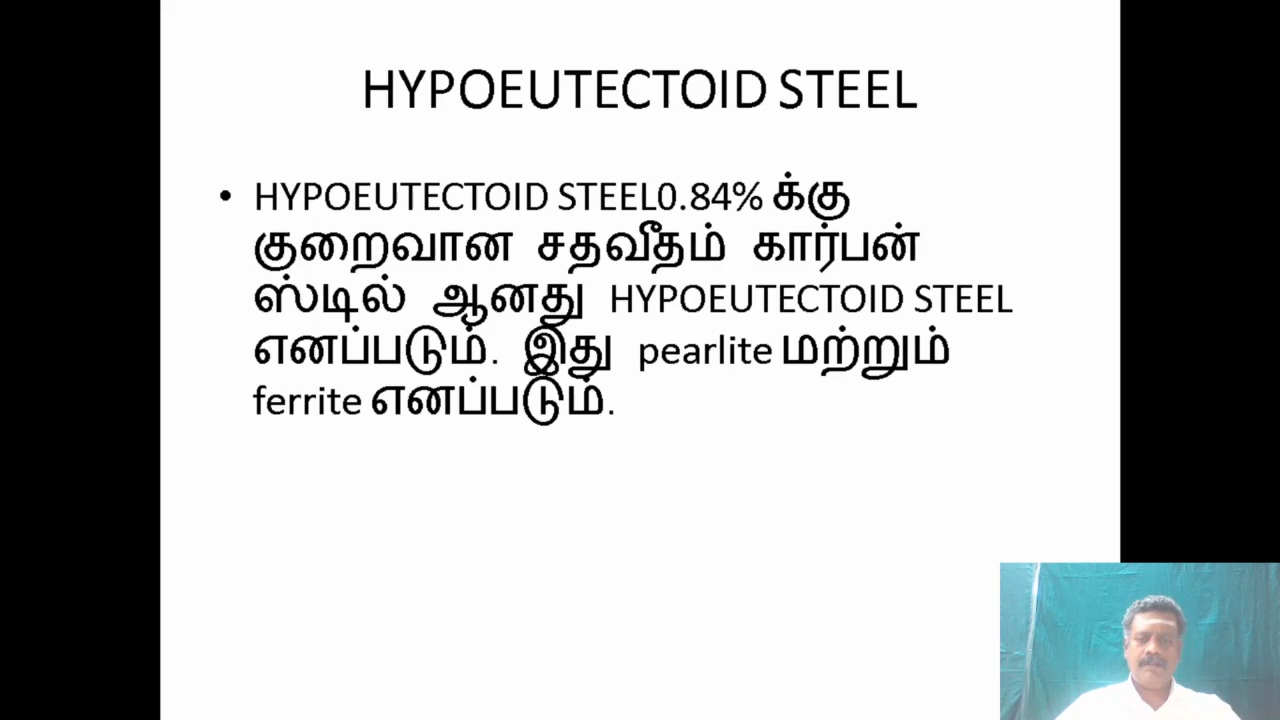 HYPOEUTECTOID STEEL
• HYPOEUTECTOID STEEL0.84% க்கு
குறைவான சதவீதம் கார்பன்
ஸ்டில் ஆனது HYPOEUTECTOID STEEL
எனப்படும். இது pearlite மற்றும்
ferrite எனப்படும்.